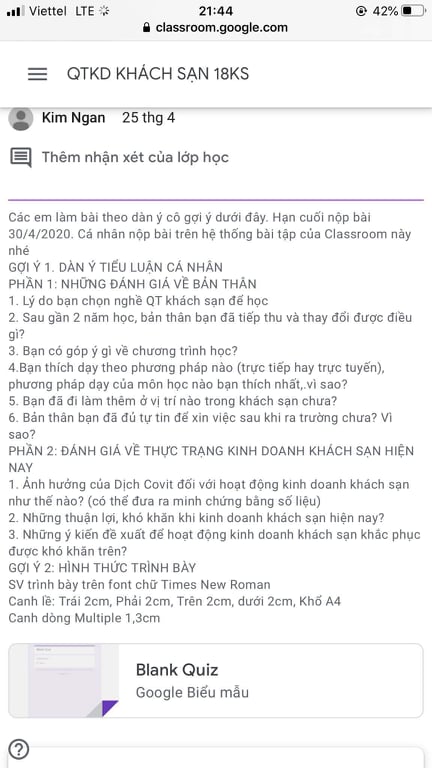 Viettel LTE 21:44 42%
classroom.google.com
QTKD KHÁCH SẠN 18KS
Kim Ngan 25 thg 4
Thêm nhận xét của lớp học
Các em làm bài theo dàn ý cô gợi ý dưới đây. Hạn cuối nộp bài
30/4/2020. Cá nhân nộp bài trên hệ thống bài tập của Classroom này
nhé
GỢI Ý 1. DÀN Ý TIỂU LUẬN CÁ NHÂN
PHẦN 1: NHỮNG ĐÁNH GIÁ VỀ BẢN THÂN
1. Lý do bạn chọn nghề QT khách sạn để học
2. Sau gần 2 năm học, bản thân bạn đã tiếp thu và thay đổi được điều
gì?
3. Bạn có góp ý gì về chương trình học?
4.Bạn thích dạy theo phương pháp nào (trực tiếp hay trực tuyến),
phương pháp dạy của môn học nào bạn thích nhất,.vì sao?
5. Bạn đã đi làm thêm ở vị trí nào trong khách sạn chưa?
6. Bản thân bạn đã đủ tự tin để xin việc sau khi ra trường chưa? Vì
sao?
PHẦN 2: ĐÁNH GIÁ VỀ THỰC TRẠNG KINH DOANH KHÁCH SẠN HIỆN
NAY
1. Ảnh hưởng của Dịch Covit đối với hoạt động kinh doanh khách sạn
như thế nào? (có thể đưa ra minh chứng bằng số liệu)
2. Những thuận lợi, khó khăn khi kinh doanh khách sạn hiện nay?
3. Những ý kiến đề xuất để hoạt động kinh doanh khách sạn khắc phục
được khó khăn trên?
GỢI Ý 2: HÌNH THỨC TRÌNH BÀY
SV trình bày trên font chữ Times New Roman
Canh lề: Trái 2cm, Phải 2cm, Trên 2cm, dưới 2cm, Khổ A4
Canh dòng Multiple 1,3cm
Blank Quiz
Google Biểu mẫu